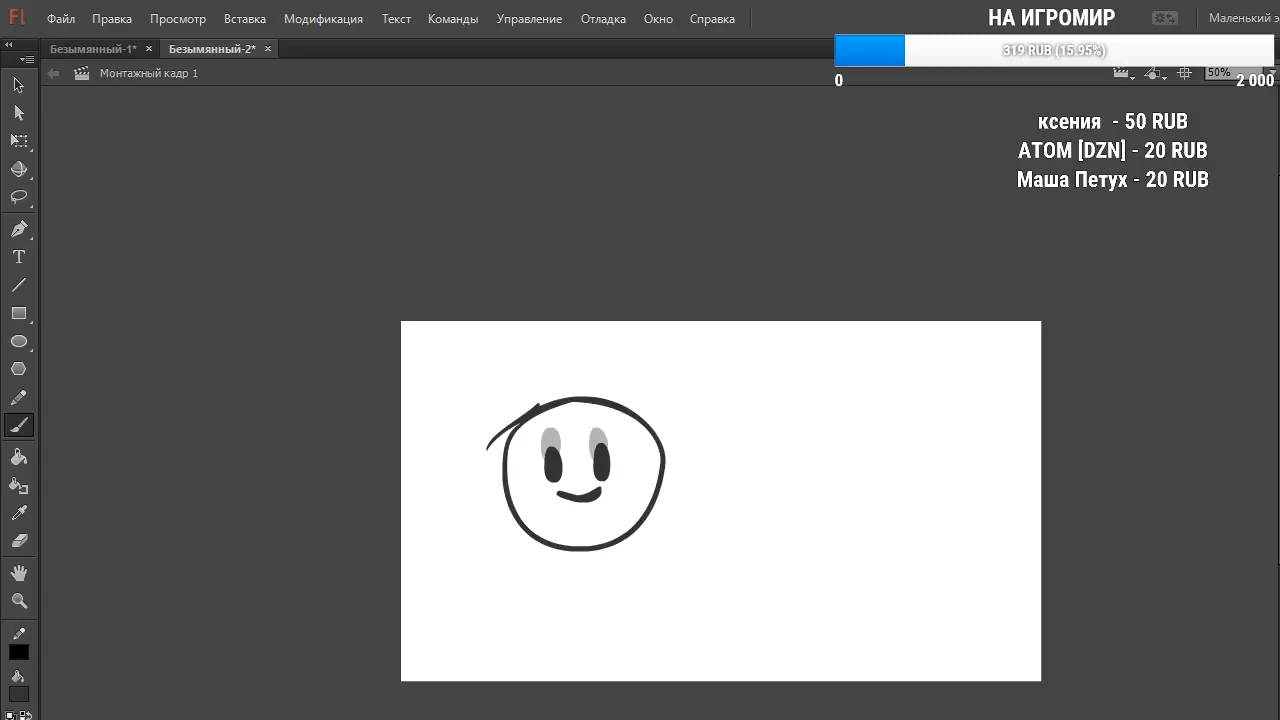 Fl Файл Правка Просмотр Вставка Модификация Текст Команды Управление Отладка Окно Справка Маленький э
НА ИГРОМИР
Безымянный-1* × Безымянный-2* ×
319 RUB (15.95%)
Монтажный кадр 1
50%
0 2 000
ксения - 50 RUB
ATOM [DZN] - 20 RUB
Маша Петух - 20 RUB
T